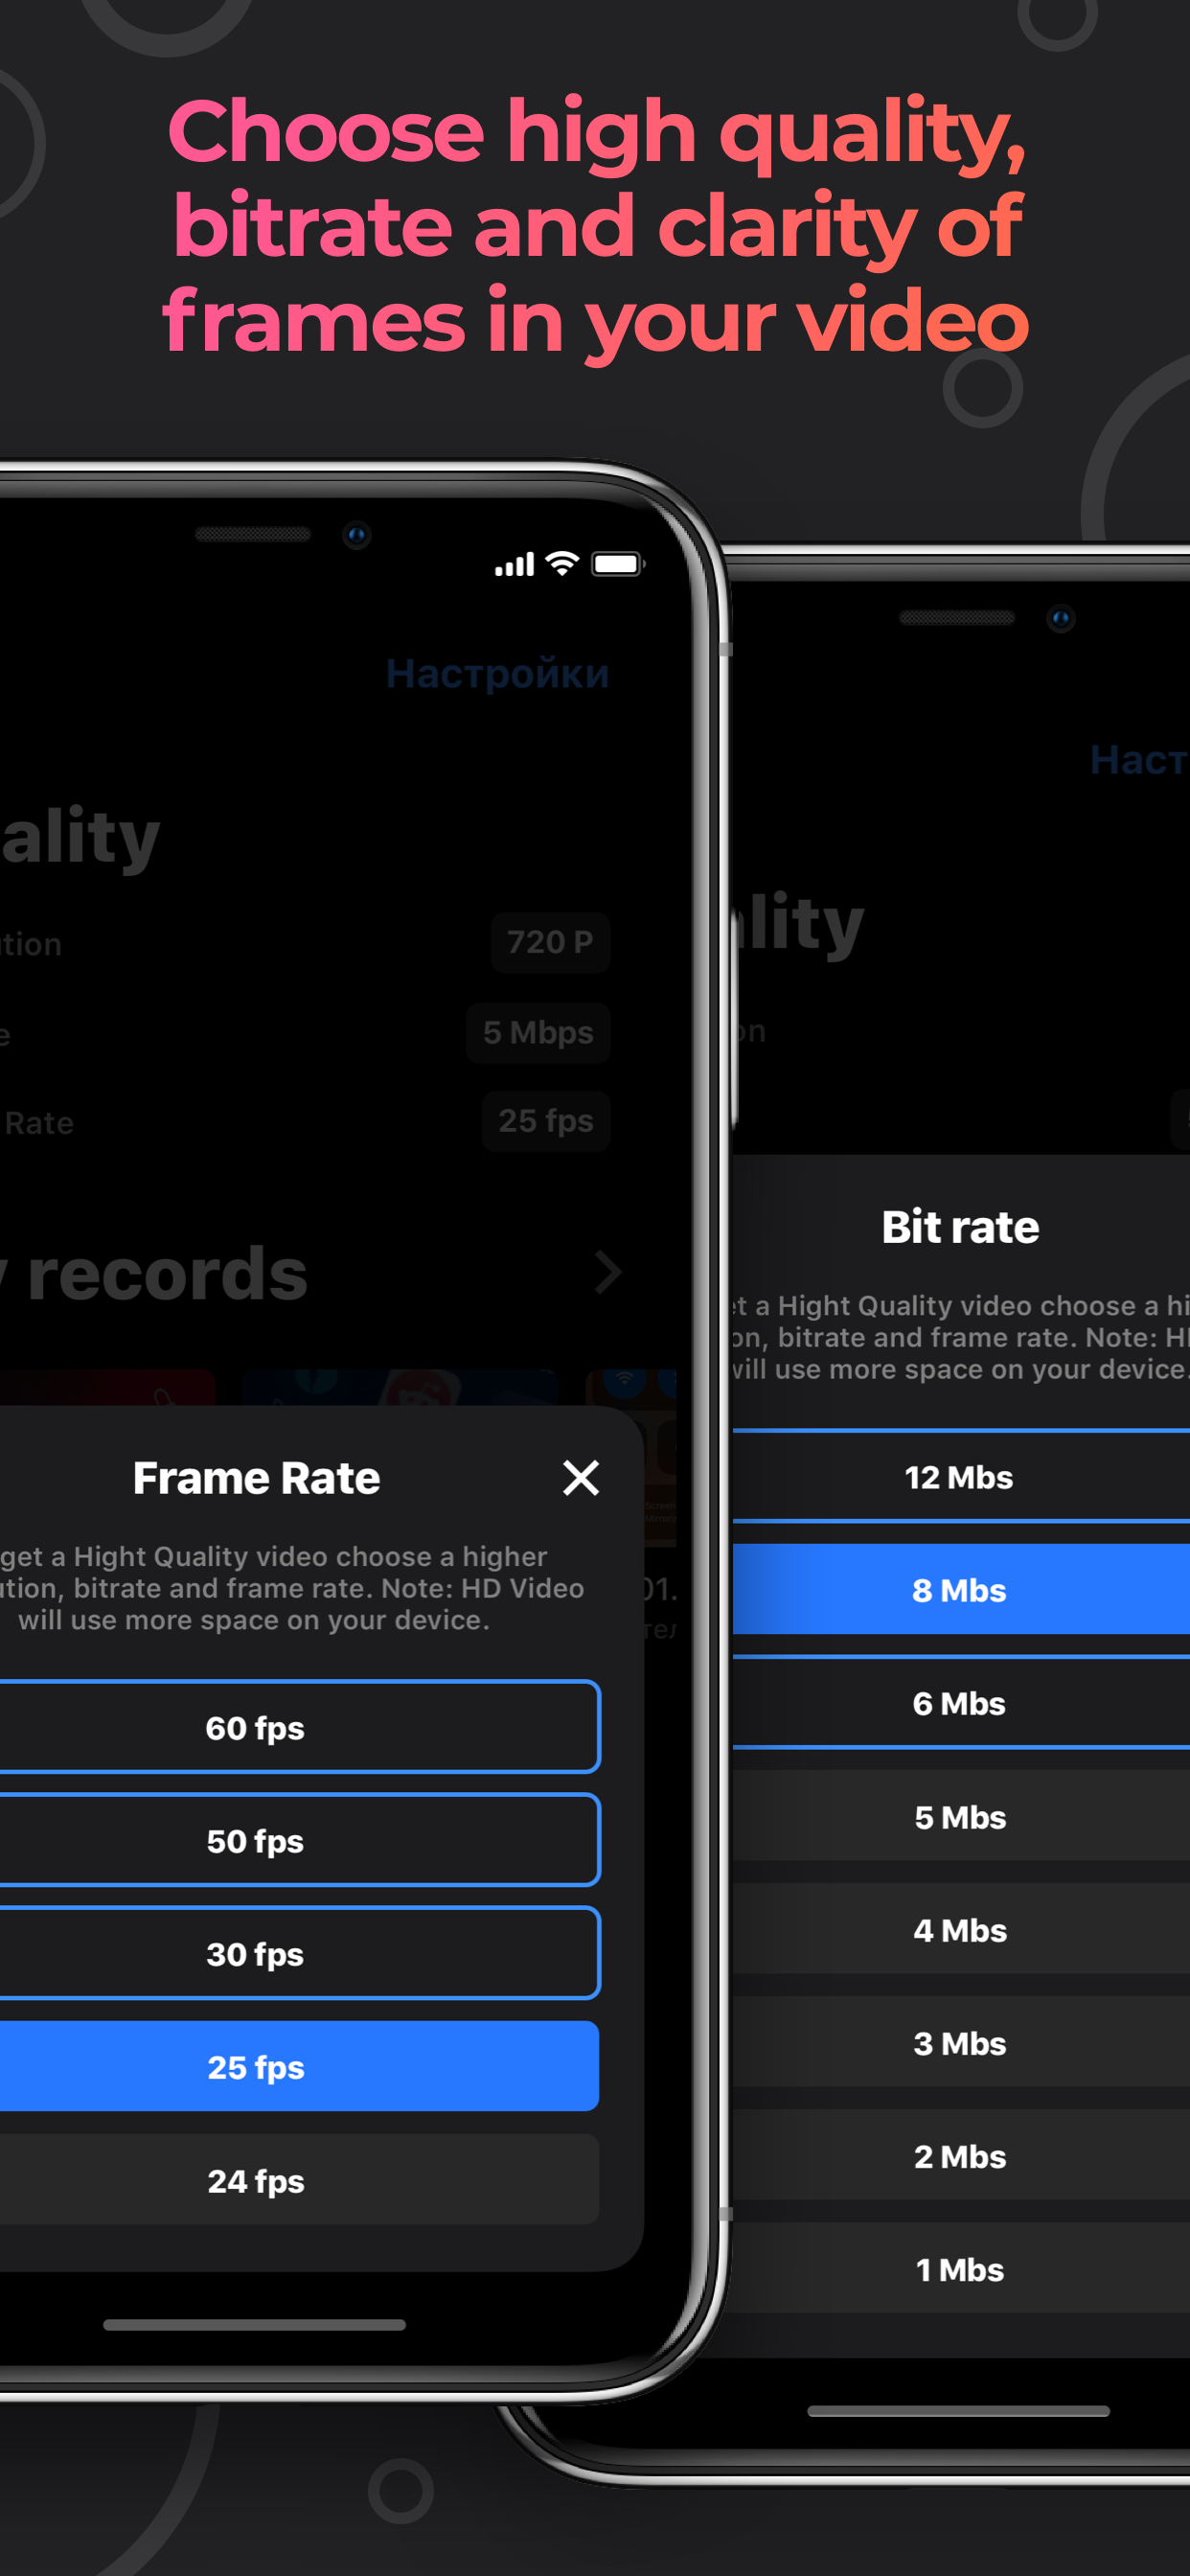 Choose high quality,
bitrate and clarity of
frames in your video
Настройки
ality
tion
720 P
e
5 Mbps
Rate
25 fps
records
Frame Rate
get a Hight Quality video choose a higher
ution, bitrate and frame rate. Note: HD Video
will use more space on your device.
60 fps
50 fps
30 fps
25 fps
24 fps
Наст
lity
on
Bit rate
et a Hight Quality video choose a hi
on, bitrate and frame rate. Note: H
will use more space on your device.
12 Mbs
8 Mbs
6 Mbs
5 Mbs
4 Mbs
3 Mbs
2 Mbs
1 Mbs